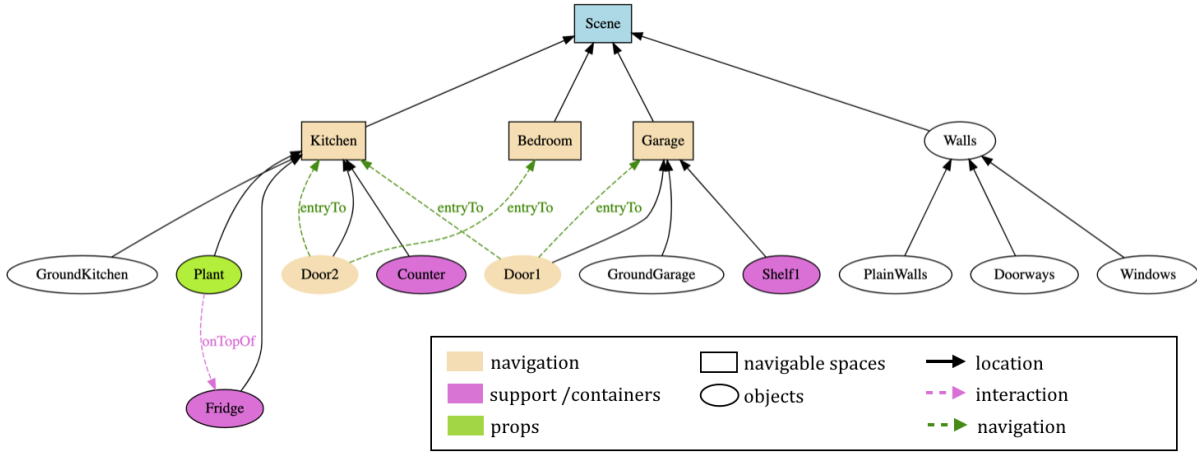 Scene
Kitchen
Bedroom
Garage
Walls
entryTo
entryTo
entryTo
entryTo
GroundKitchen
Plant
Door2
Counter
Door1
GroundGarage
Shelf1
PlainWalls
Doorways
Windows
onTopOf
Fridge
navigation
navigable spaces
location
support /containers
objects
interaction
props
navigation